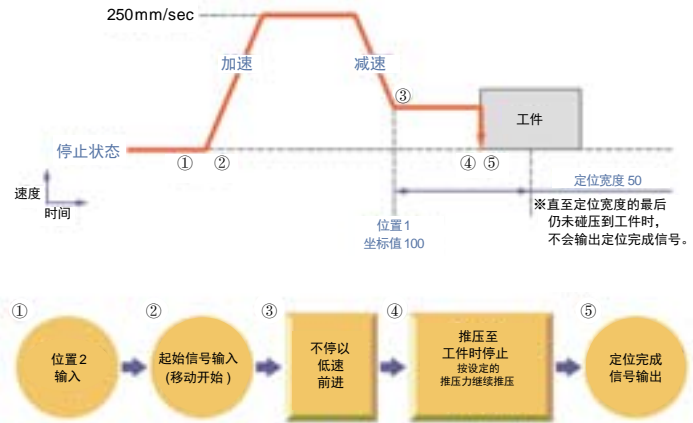 250mm/sec
加速
减速
③
工件
停止状态
①
②
④
⑤
速度
时间
定位宽度 50
位置1
坐标值 100
※直至定位宽度的最后
仍未碰压到工件时，
不会输出定位完成信号。
①
②
③
④
⑤
位置2
输入
起始信号输入
(移动开始 )
不停以
低速
前进
推压至
工件时停止
按设定的
推压力继续推压
定位完成
信号输出